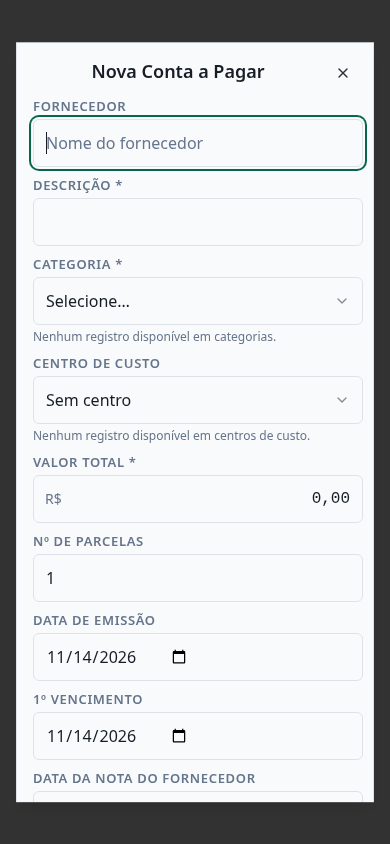 Nova Conta a Pagar ×
FORNECEDOR
Nome do fornecedor
DESCRIÇÃO *
CATEGORIA *
Selecione...
Nenhum registro disponível em categorias.
CENTRO DE CUSTO
Sem centro
Nenhum registro disponível em centros de custo.
VALOR TOTAL *
R$ 0,00
Nº DE PARCELAS
1
DATA DE EMISSÃO
11/14/2026
1º VENCIMENTO
11/14/2026
DATA DA NOTA DO FORNECEDOR